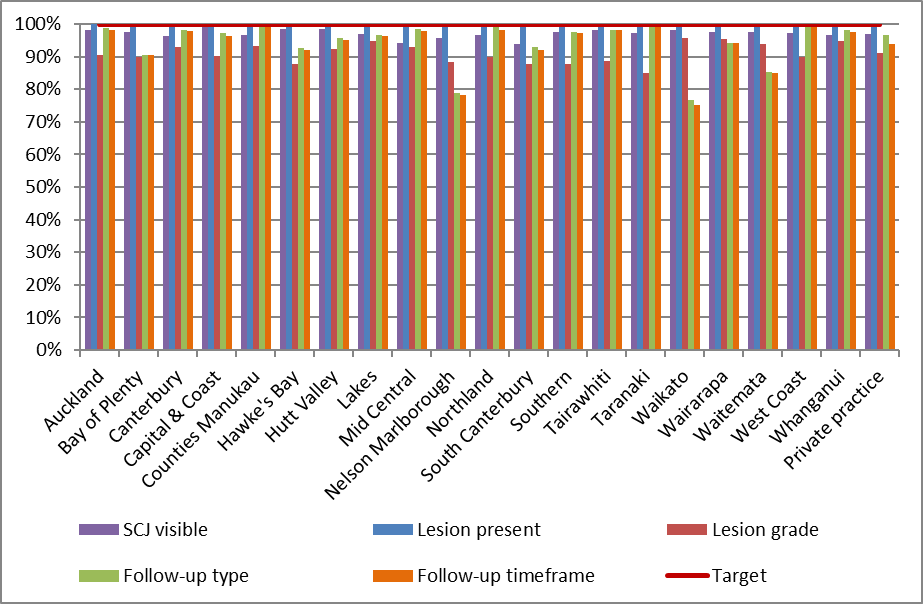 100%
90%
80%
70%
60%
50%
40%
30%
20%
10%
0%
Auckland
Bay of Plenty
Canterbury
Capital & Coast
Counties Manukau
Hawke's Bay
Hutt Valley
Lakes
Mid Central
Nelson Marlborough
Northland
South Canterbury
Southern
Tairawhiti
Taranaki
Waikato
Wairarapa
Waitemata
West Coast
Whanganui
Private practice
SCJ visible Lesion present Lesion grade
Follow-up type Follow-up timeframe Target